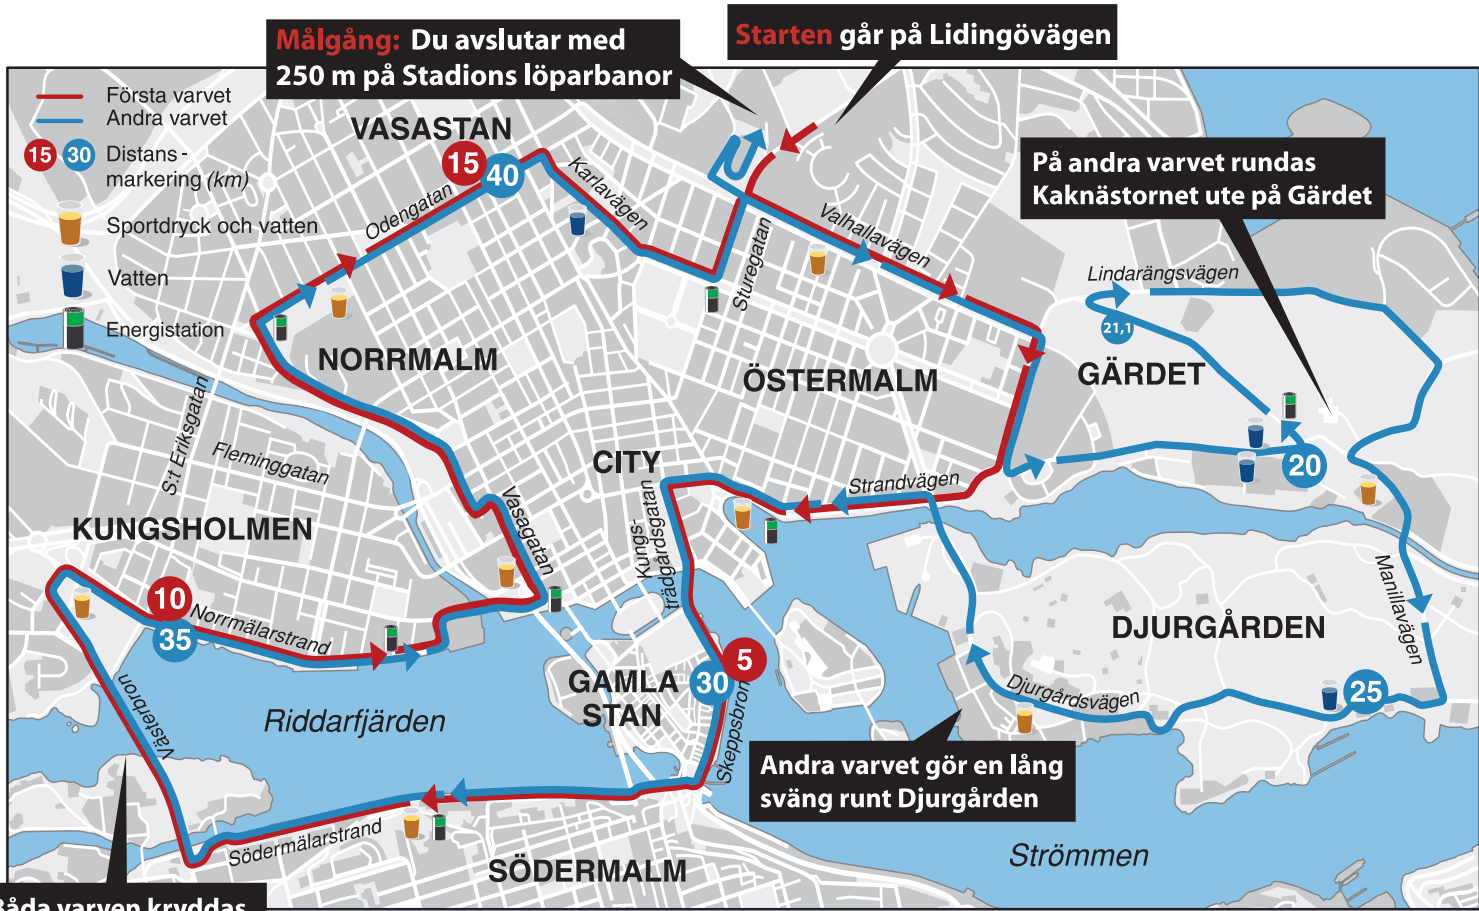 Målgång: Du avslutar med
250 m på Stadions löparbanor
Starten går på Lidingövägen
Första varvet
Andra varvet
15 30 Distans-
markering (km)
Sportdryck och vatten
Vatten
Energistation
VASASTAN
15
40
Odengatan
Karlavägen
Sturegatan
Valhallavägen
På andra varvet rundas
Kaknästornet ute på Gärdet
Lindarängsvägen
21,1
NORRMALM
ÖSTERMALM
GÄRDET
S:t Eriksgatan
Fleminggatan
CITY
Kungs-
trädgårdsgatan
Strandvägen
20
KUNGSHOLMEN
Vasagatan
10
35
Norrmälarstrand
Manillavägen
DJURGÅRDEN
5
30
GAMLA
STAN
Skeppsbron
Djurgårdsvägen
25
Västerbron
Riddarfjärden
Andra varvet gör en lång
sväng runt Djurgården
Södermälarstrand
SÖDERMALM
Strömmen
Båda varven kryddas